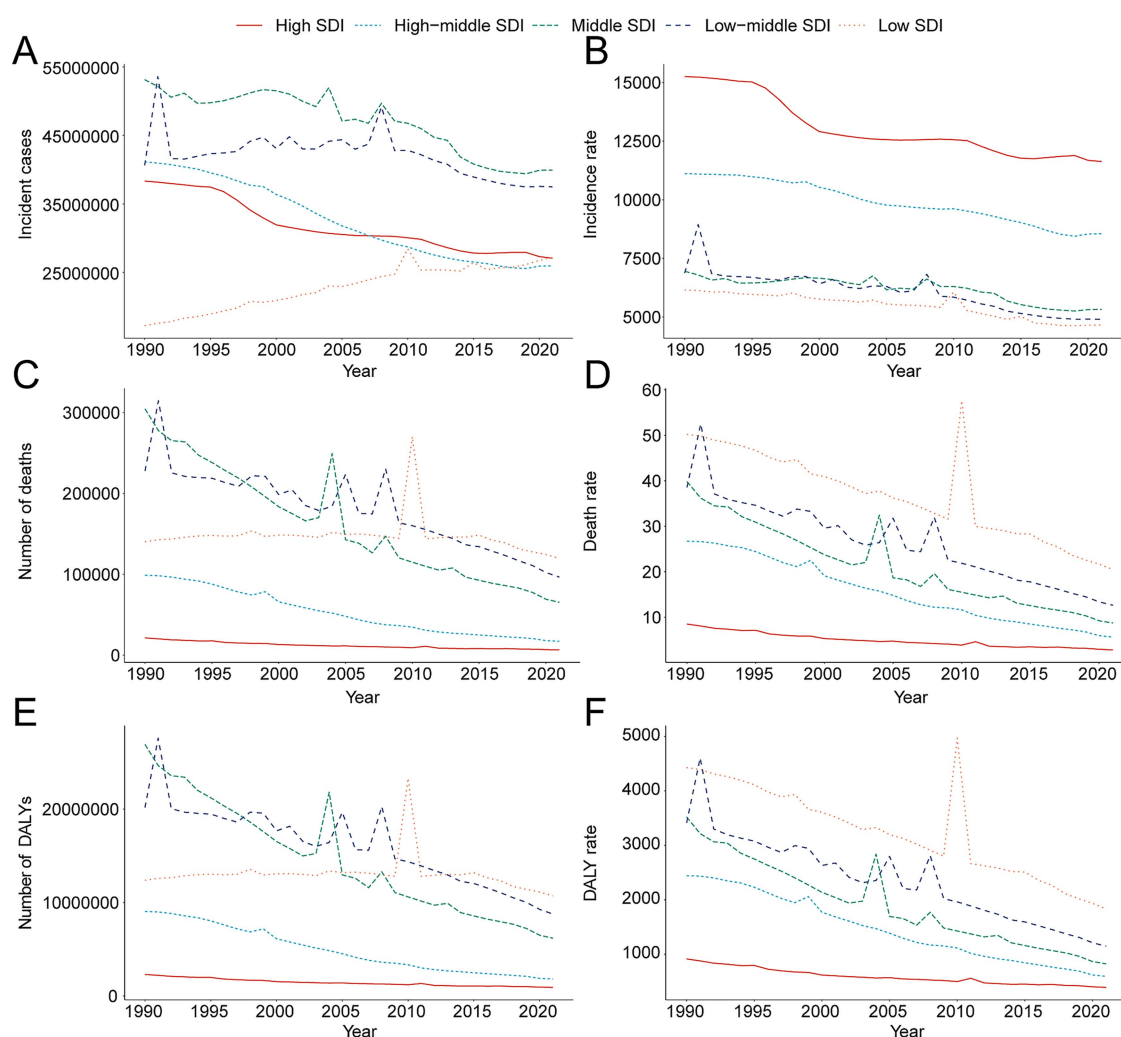 High SDI High−middle SDI Middle SDI Low−middle SDI Low SDI
A
55000000
45000000
35000000
25000000
Incident cases
1990 1995 2000 2005 2010 2015 2020
Year
B
15000
12500
10000
7500
5000
Incidence rate
1990 1995 2000 2005 2010 2015 2020
Year
C
300000
200000
100000
0
Number of deaths
1990 1995 2000 2005 2010 2015 2020
Year
D
60
50
40
30
20
10
Death rate
1990 1995 2000 2005 2010 2015 2020
Year
E
20000000
10000000
0
Number of DALYs
1990 1995 2000 2005 2010 2015 2020
Year
F
5000
4000
3000
2000
1000
DALY rate
1990 1995 2000 2005 2010 2015 2020
Year